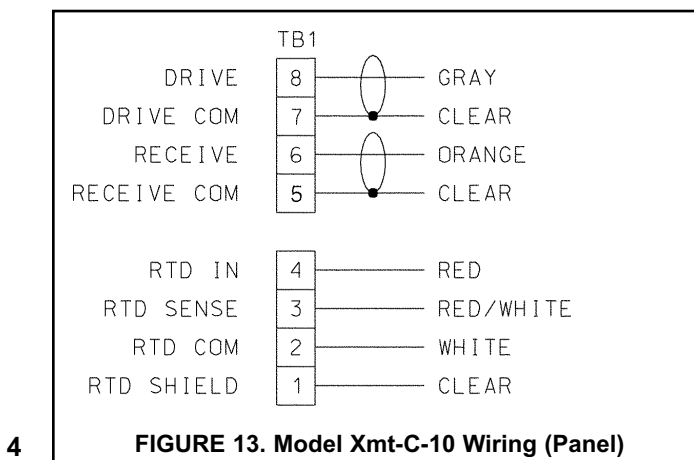 TB1
DRIVE 8 GRAY
DRIVE COM 7 CLEAR
RECEIVE 6 ORANGE
RECEIVE COM 5 CLEAR
RTD IN 4 RED
RTD SENSE 3 RED/WHITE
RTD COM 2 WHITE
RTD SHIELD 1 CLEAR
4 FIGURE 13. Model Xmt-C-10 Wiring (Panel)